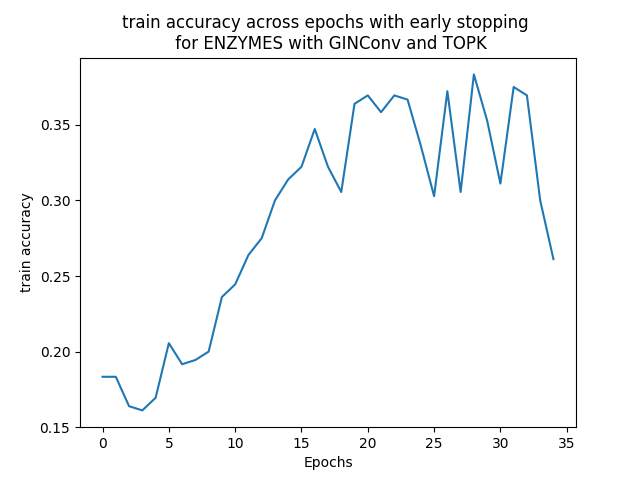 train accuracy across epochs with early stopping
for ENZYMES with GINConv and TOPK
train accuracy
0.35
0.30
0.25
0.20
0.15
0 5 10 15 20 25 30 35
Epochs